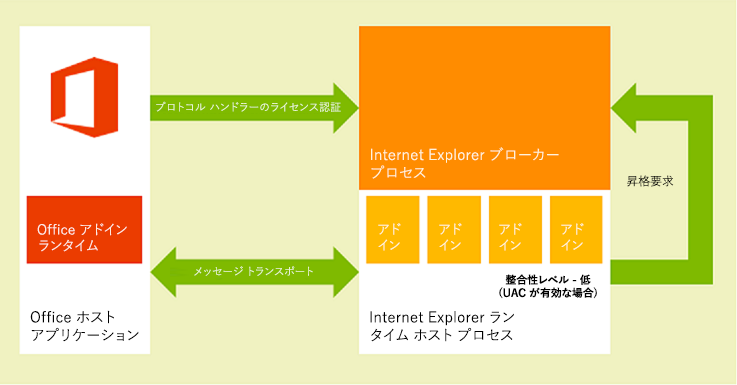 プロトコル ハンドラーのライセンス認証
Internet Explorer ブローカー
プロセス
昇格要求
Office アドイン
ランタイム
アド
イン
アド
イン
アド
イン
アド
イン
メッセージ トランスポート
整合性レベル - 低
(UAC が有効な場合)
Office ホスト
アプリケーション
Internet Explorer ラン
タイム ホスト プロセス